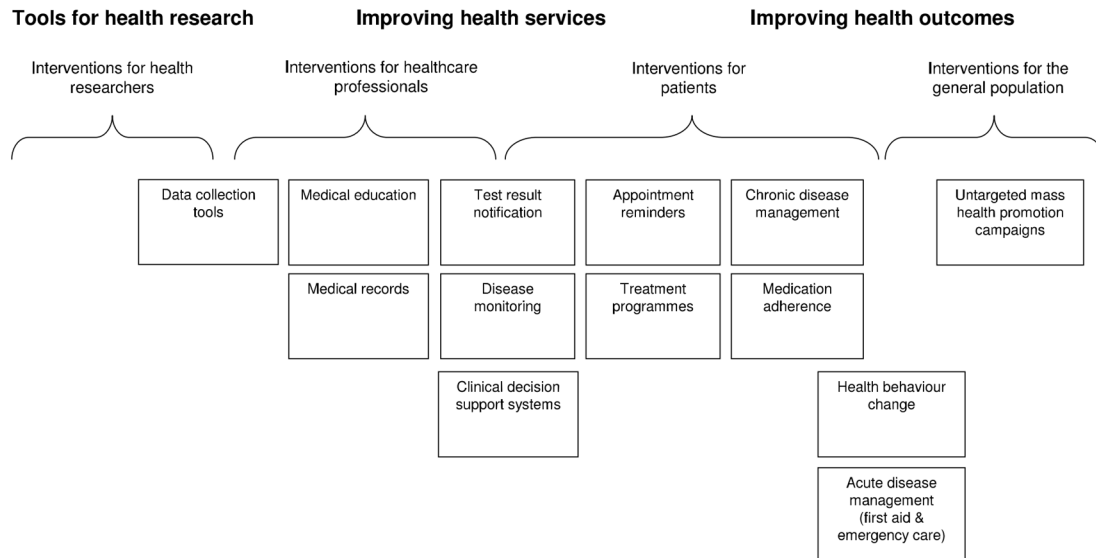 Tools for health research
Improving health services
Improving health outcomes
Interventions for health
researchers
Interventions for healthcare
professionals
Interventions for
patients
Interventions for the
general population
Data collection
tools
Medical education
Test result
notification
Appointment
reminders
Chronic disease
management
Untargeted mass
health promotion
campaigns
Medical records
Disease
monitoring
Treatment
programmes
Medication
adherence
Clinical decision
support systems
Health behaviour
change
Acute disease
management
(first aid &
emergency care)